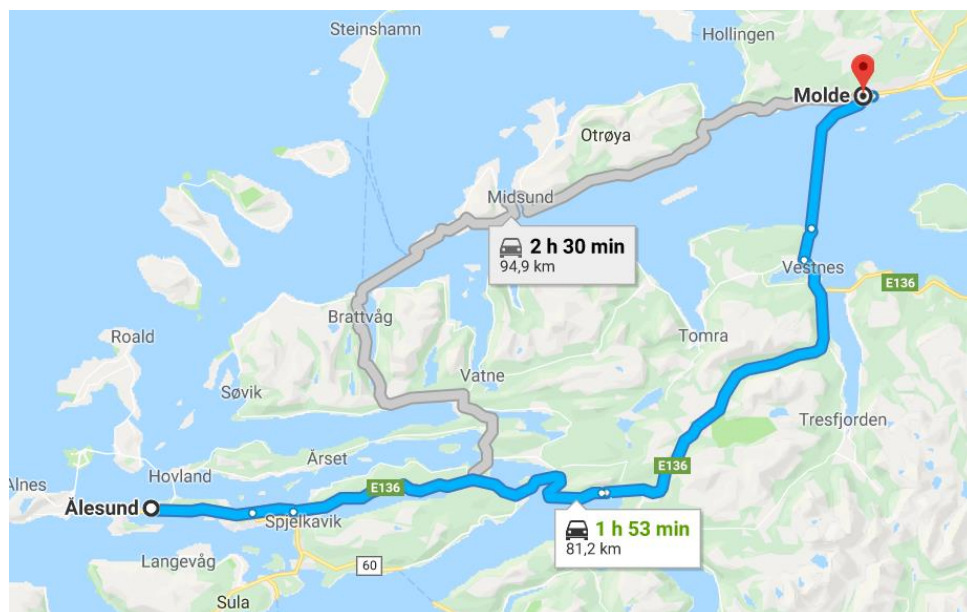 Steinshamn
Hollingen
Molde
Otrøya
Midsund
2 h 30 min
94,9 km
Vestnes
E136
Brattvåg
Roald
Tomra
Vatne
Søvik
Tresfjorden
Årset
Hovland
E136
Alnes
E136
Ålesund
Spjelkavik
1 h 53 min
81,2 km
Langevåg
60
Sula